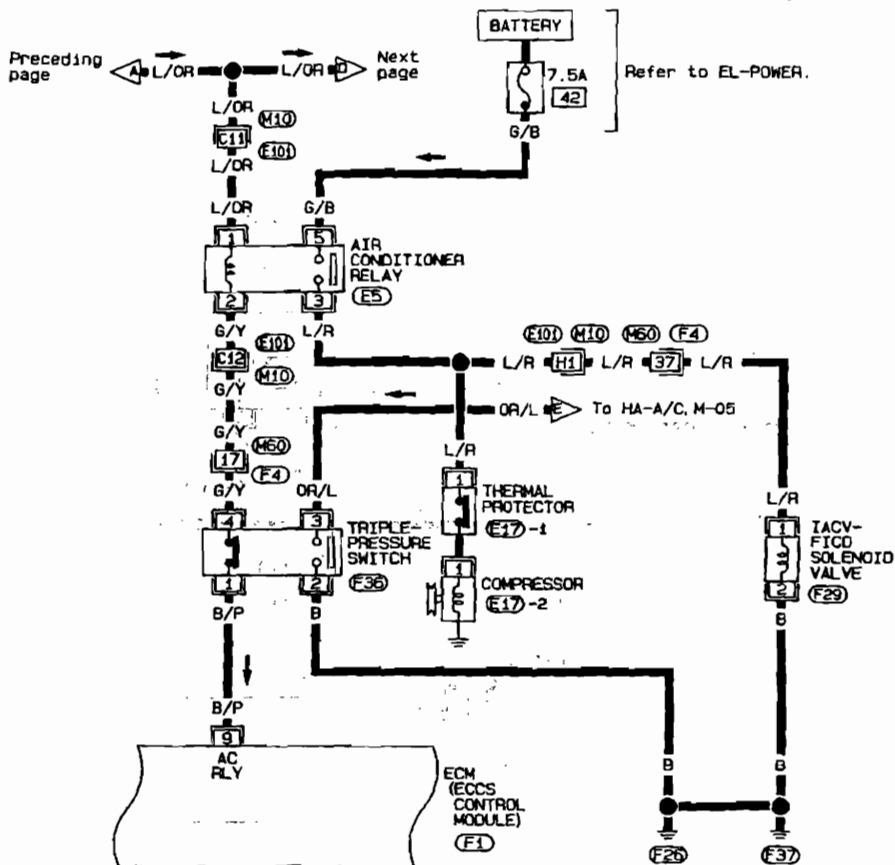 BATTERY
Preceding page
A
L/OR
L/OR
D
Next page
7.5A
42
Refer to EL-POWER.
L/OR
M10
C11
E101
L/OR
G/B
L/OR
G/B
1
5
AIR
CONDITIONER
RELAY
E5
2
3
G/Y
L/R
E101
C12
M10
G/Y
E101
M10
M60
F4
L/R
H1
L/R
37
L/R
OR/L
E
To HA-A/C, M-05
G/Y
M60
17
F4
G/Y
OR/L
L/R
4
3
TRIPLE-
PRESSURE
SWITCH
F36
1
2
B/P
B
1
THERMAL
PROTECTOR
E17 -1
1
COMPRESSOR
E17 -2
L/R
1
IACV-
FICD
SOLENOID
VALVE
2
F29
B
B/P
9
AC
RLY
ECM
(ECCS
CONTROL
MODULE)
F1
B
B
F26
F37